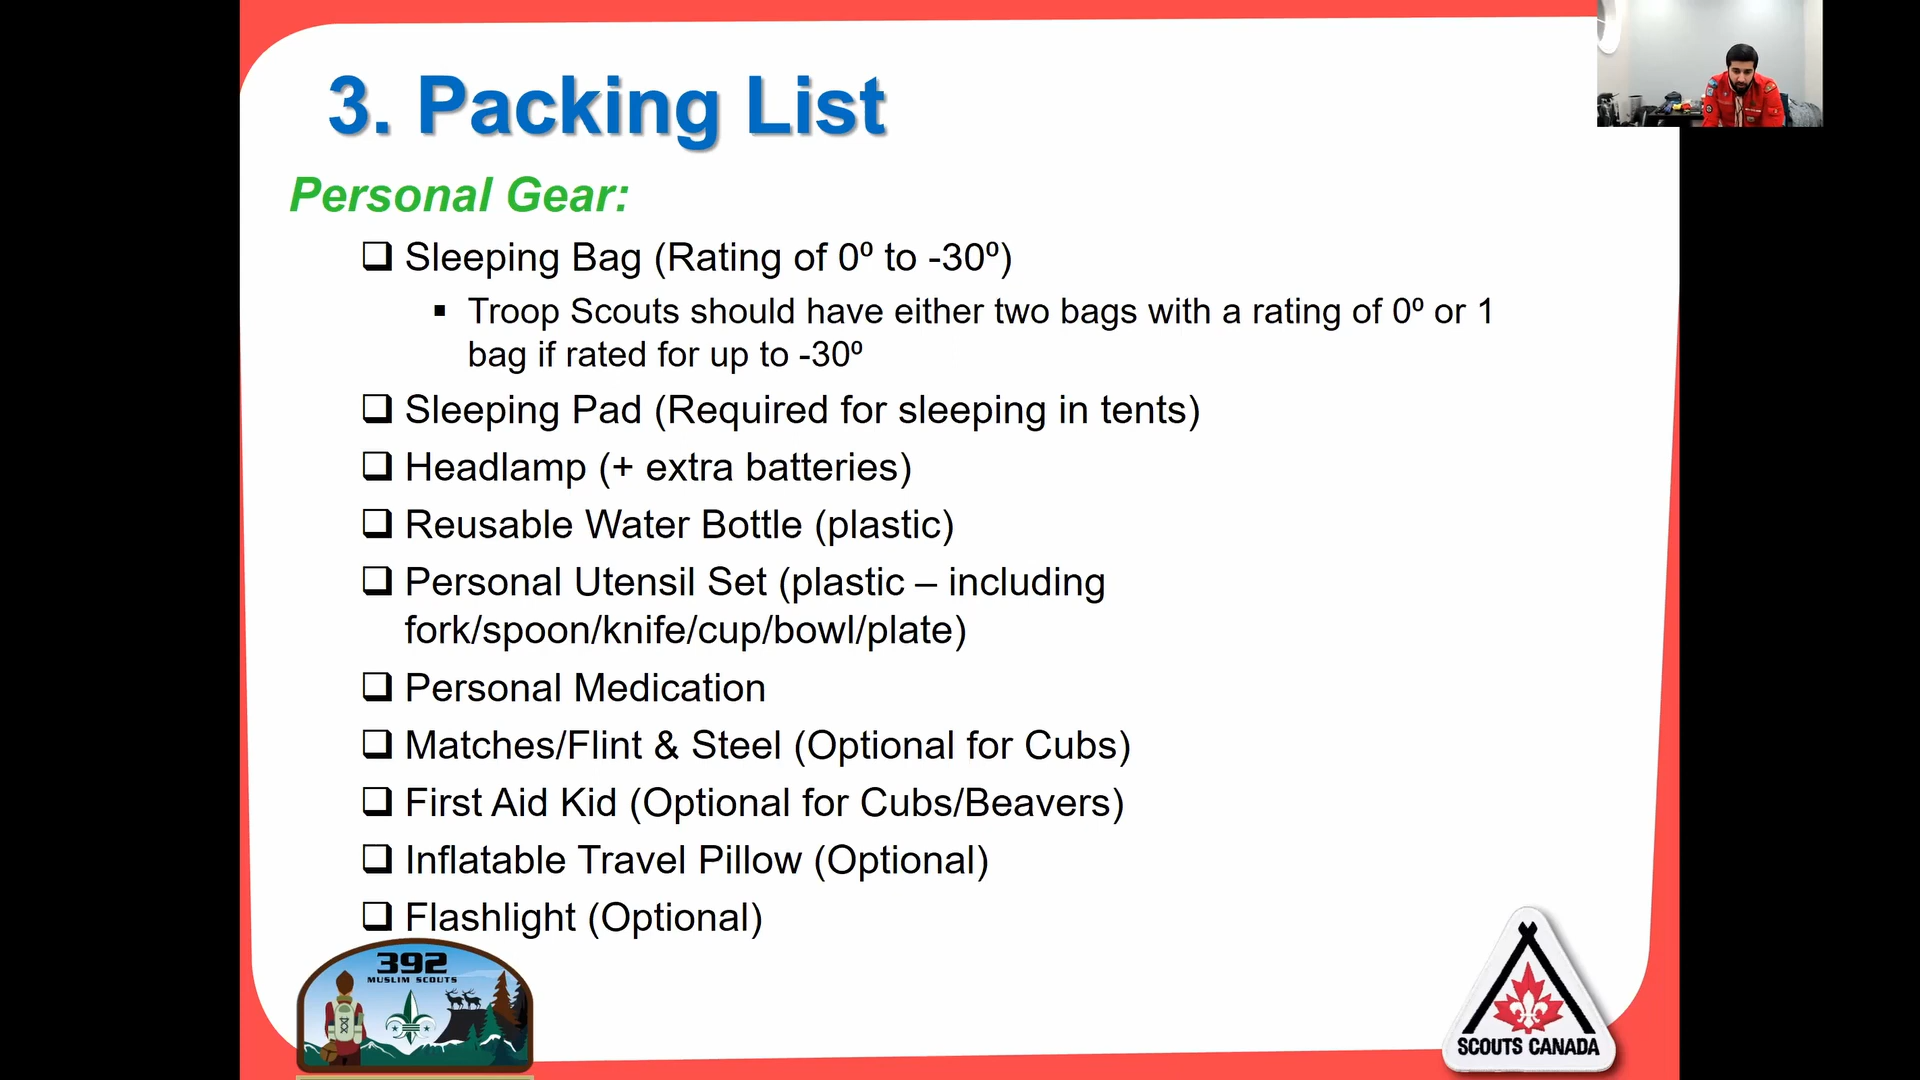 3. Packing List
Personal Gear:
Sleeping Bag (Rating of 0º to -30º)
Troop Scouts should have either two bags with a rating of 0º or 1
bag if rated for up to -30º
Sleeping Pad (Required for sleeping in tents)
Headlamp (+ extra batteries)
Reusable Water Bottle (plastic)
Personal Utensil Set (plastic – including
fork/spoon/knife/cup/bowl/plate)
Personal Medication
Matches/Flint & Steel (Optional for Cubs)
First Aid Kid (Optional for Cubs/Beavers)
Inflatable Travel Pillow (Optional)
Flashlight (Optional)
392
MUSLIM SCOUTS
SCOUTS CANADA